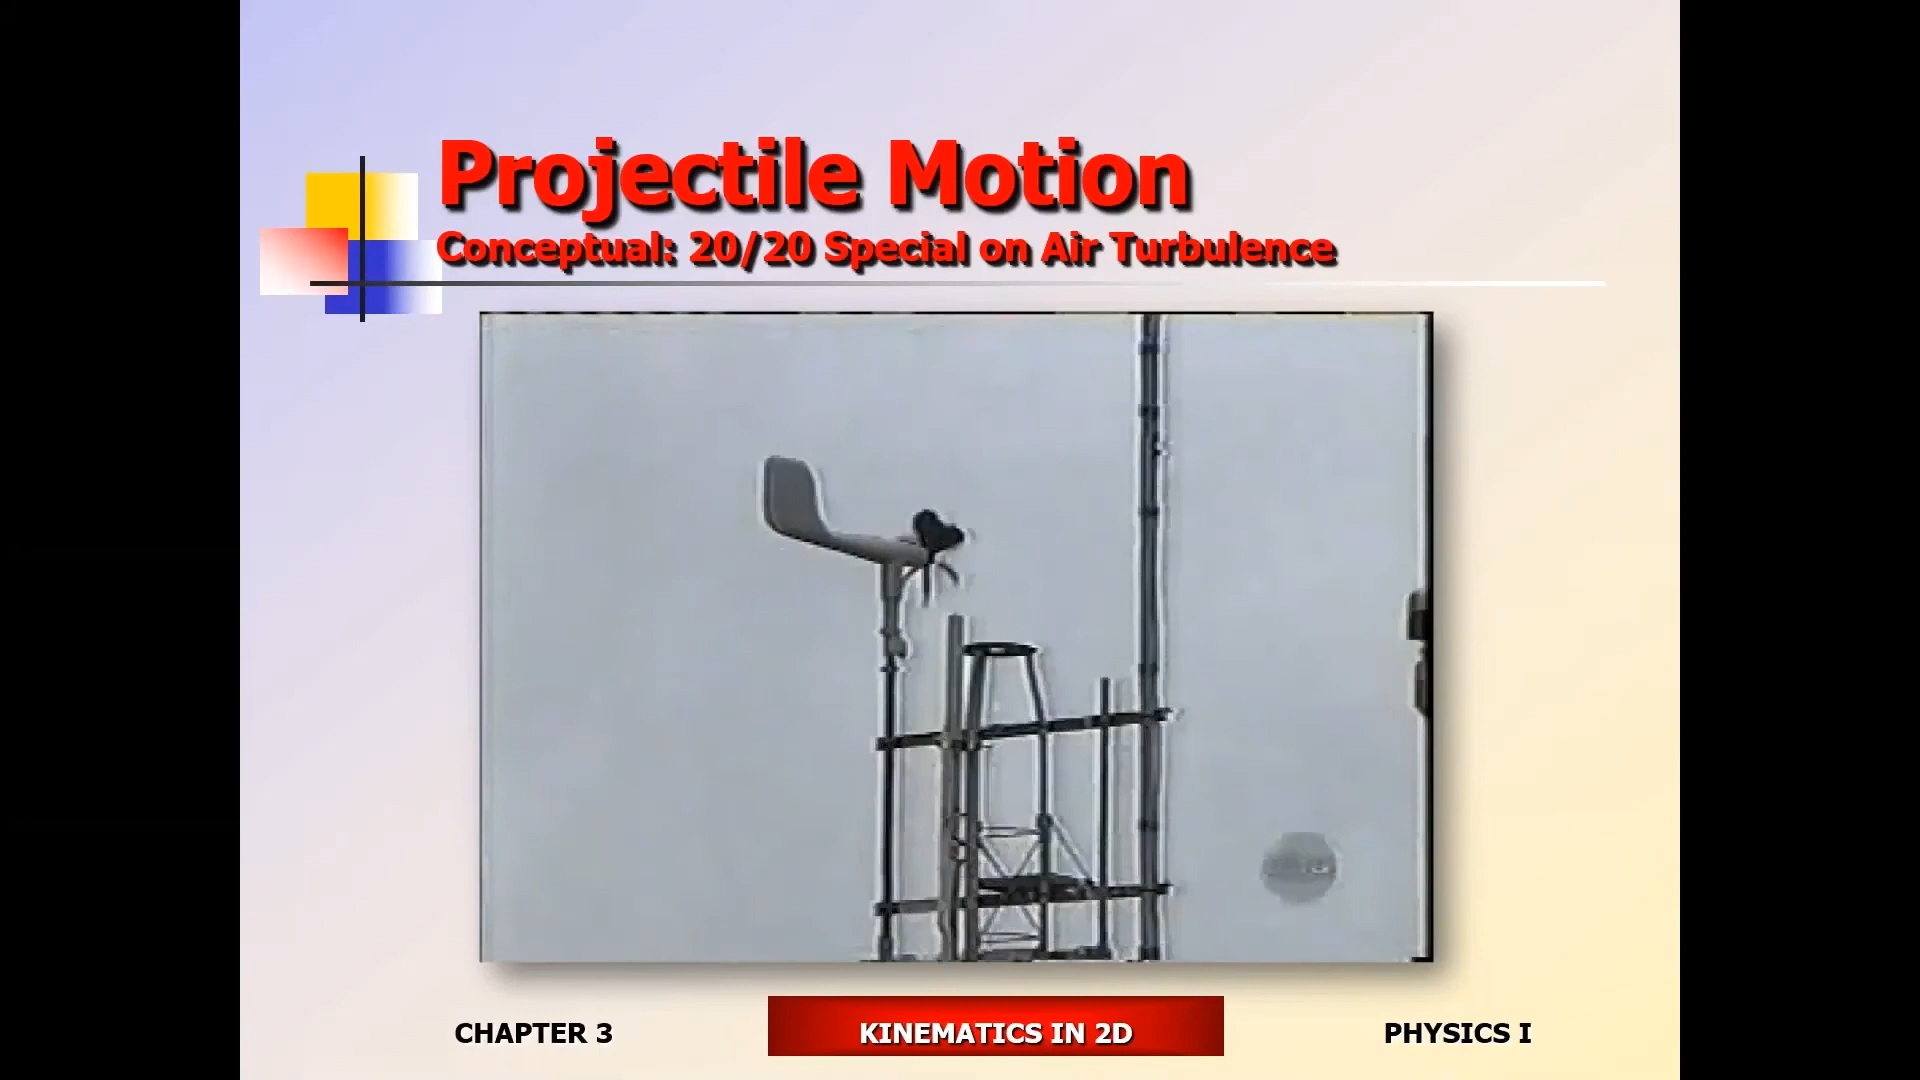 Projectile Motion
Conceptual: 20/20 Special on Air Turbulence
CHAPTER 3
KINEMATICS IN 2D
PHYSICS I